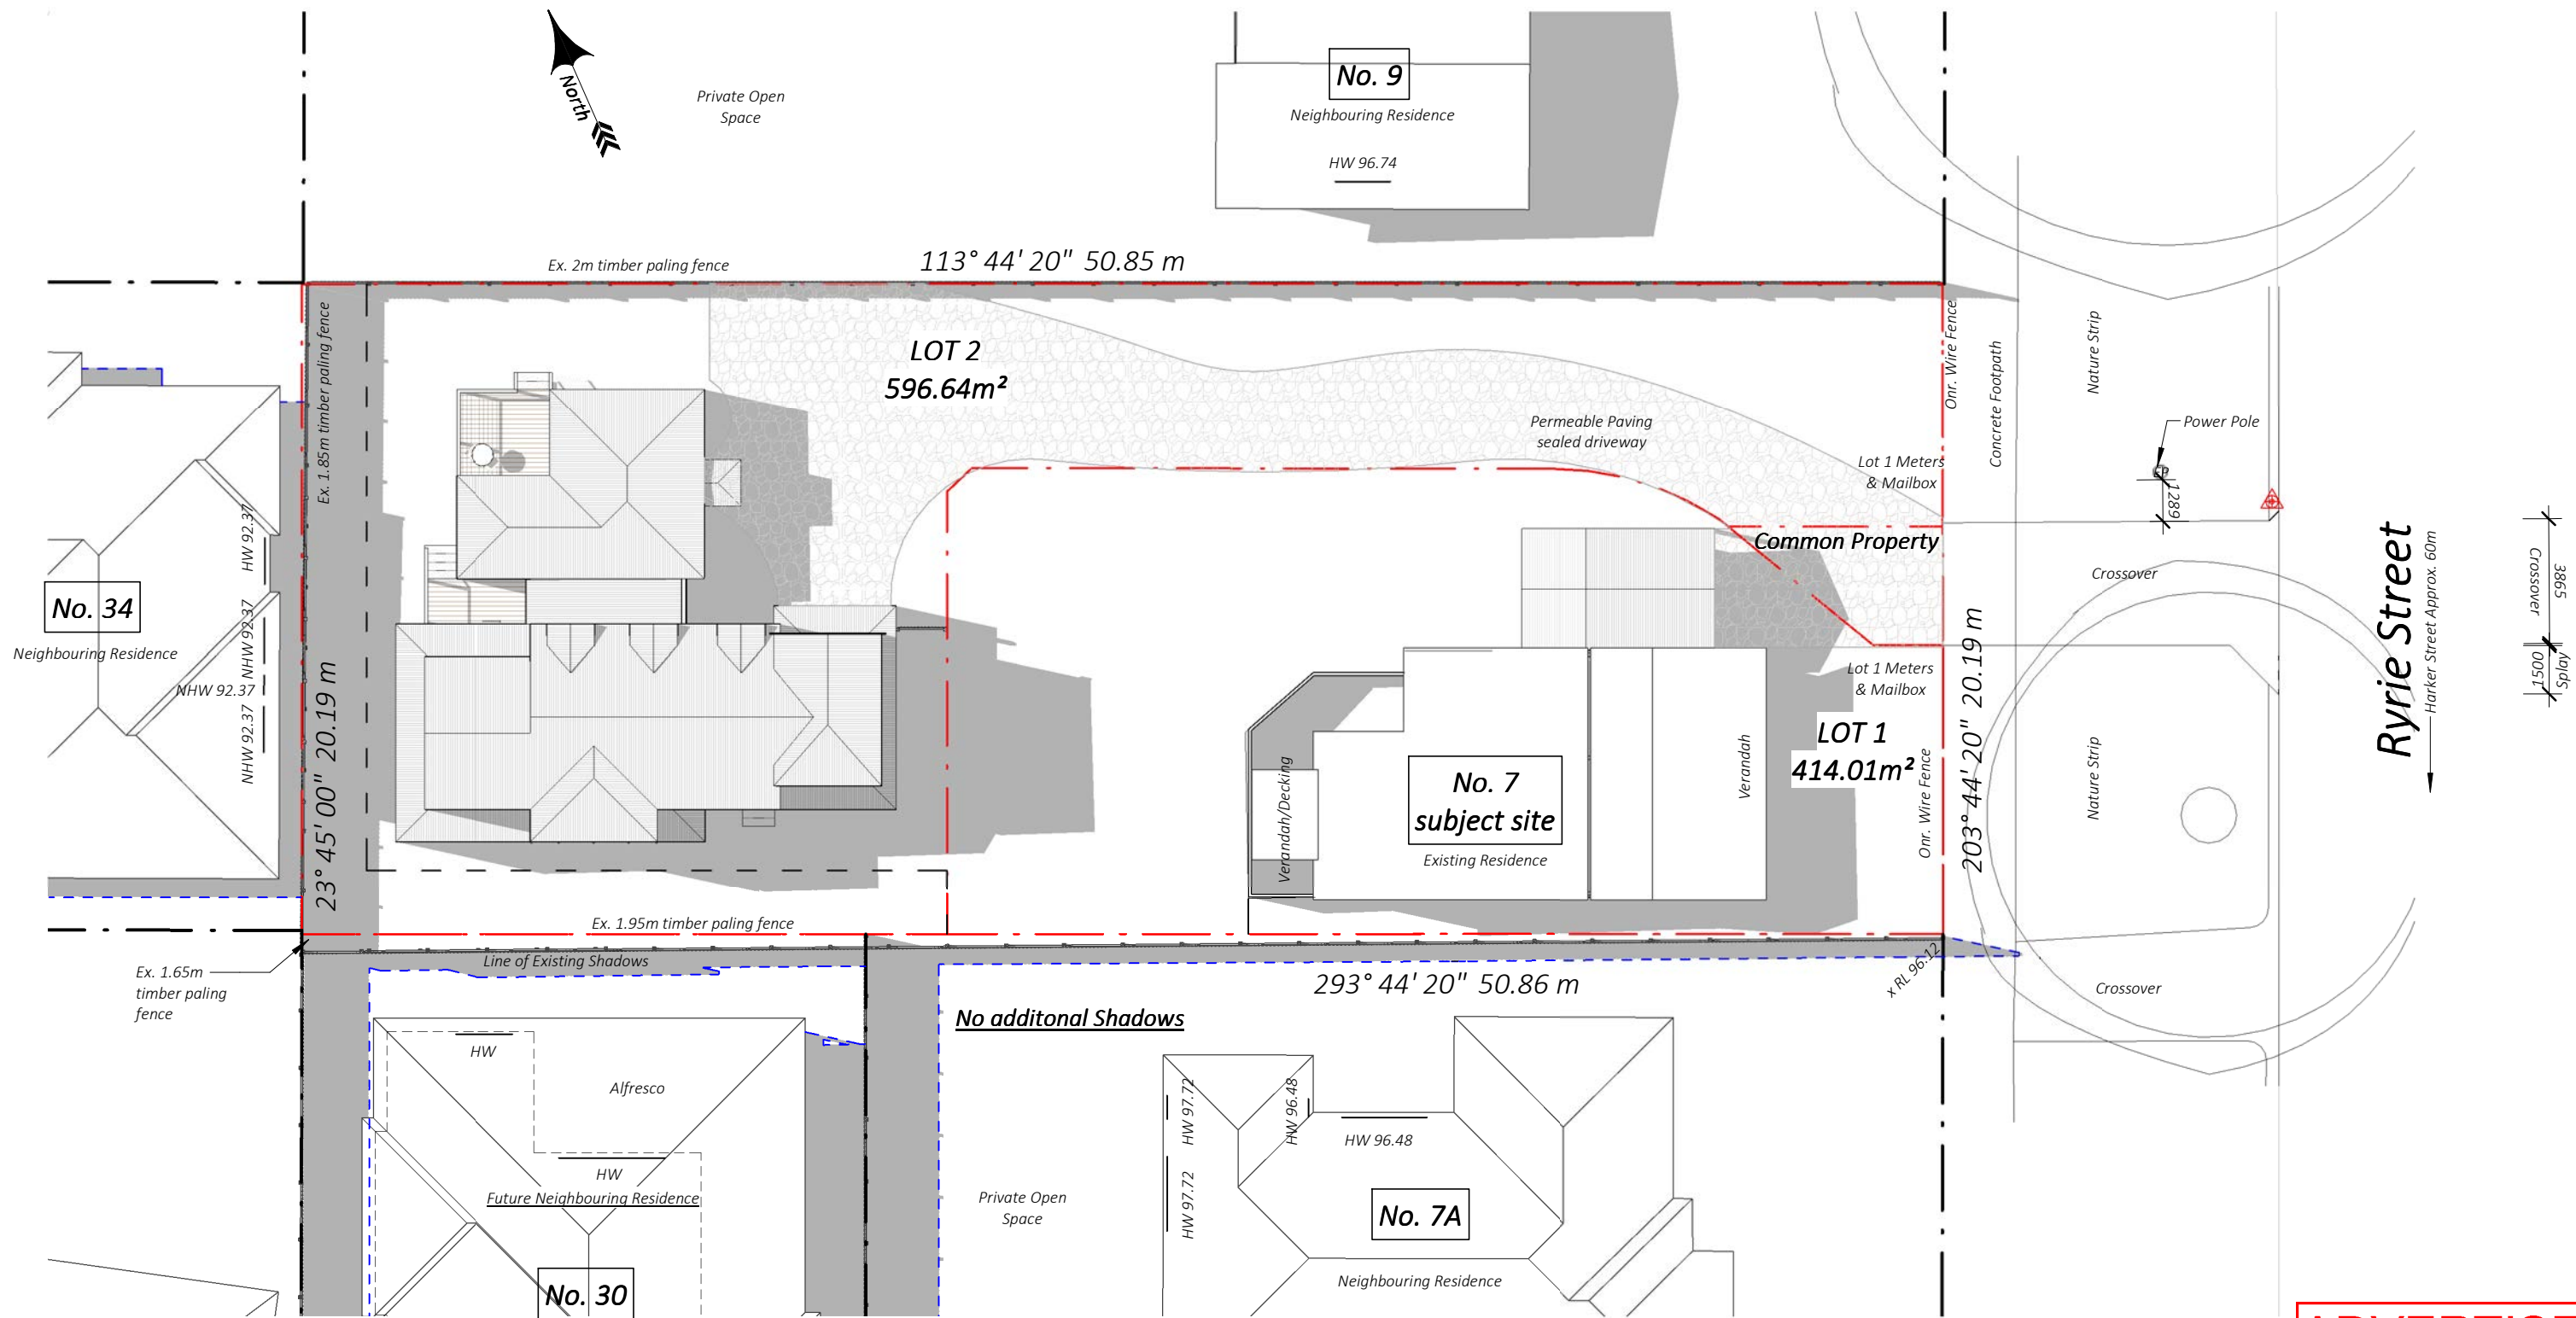 North
Private Open
Space
No. 9
Neighbouring Residence
HW 96.74
Ex. 2m timber paling fence
113° 44' 20" 50.85 m
Ex. 1.85m timber paling fence
LOT 2
596.64m²
Onr. Wire Fence
Concrete Footpath
Nature Strip
Permeable Paving
sealed driveway
Lot 1 Meters
& Mailbox
Power Pole
1289
Common Property
Crossover
3865
Crossover
1500
Splay
Ryrie Street
Harker Street Approx. 60m
HW 92.37
NHW 92.37
NHW 92.37
NHW 92.37
No. 34
Neighbouring Residence
23° 45' 00" 20.19 m
Lot 1 Meters
& Mailbox
LOT 1
414.01m²
Verandah
Onr. Wire Fence
203° 44' 20" 20.19 m
Nature Strip
Verandah/Decking
No. 7
subject site
Existing Residence
Ex. 1.95m timber paling fence
Line of Existing Shadows
Ex. 1.65m
timber paling
fence
293° 44' 20" 50.86 m
x RL 96.12
Crossover
No additonal Shadows
HW
Alfresco
HW
Future Neighbouring Residence
No. 30
Private Open
Space
HW 97.72
HW 97.72
HW 96.48
HW 96.48
No. 7A
Neighbouring Residence